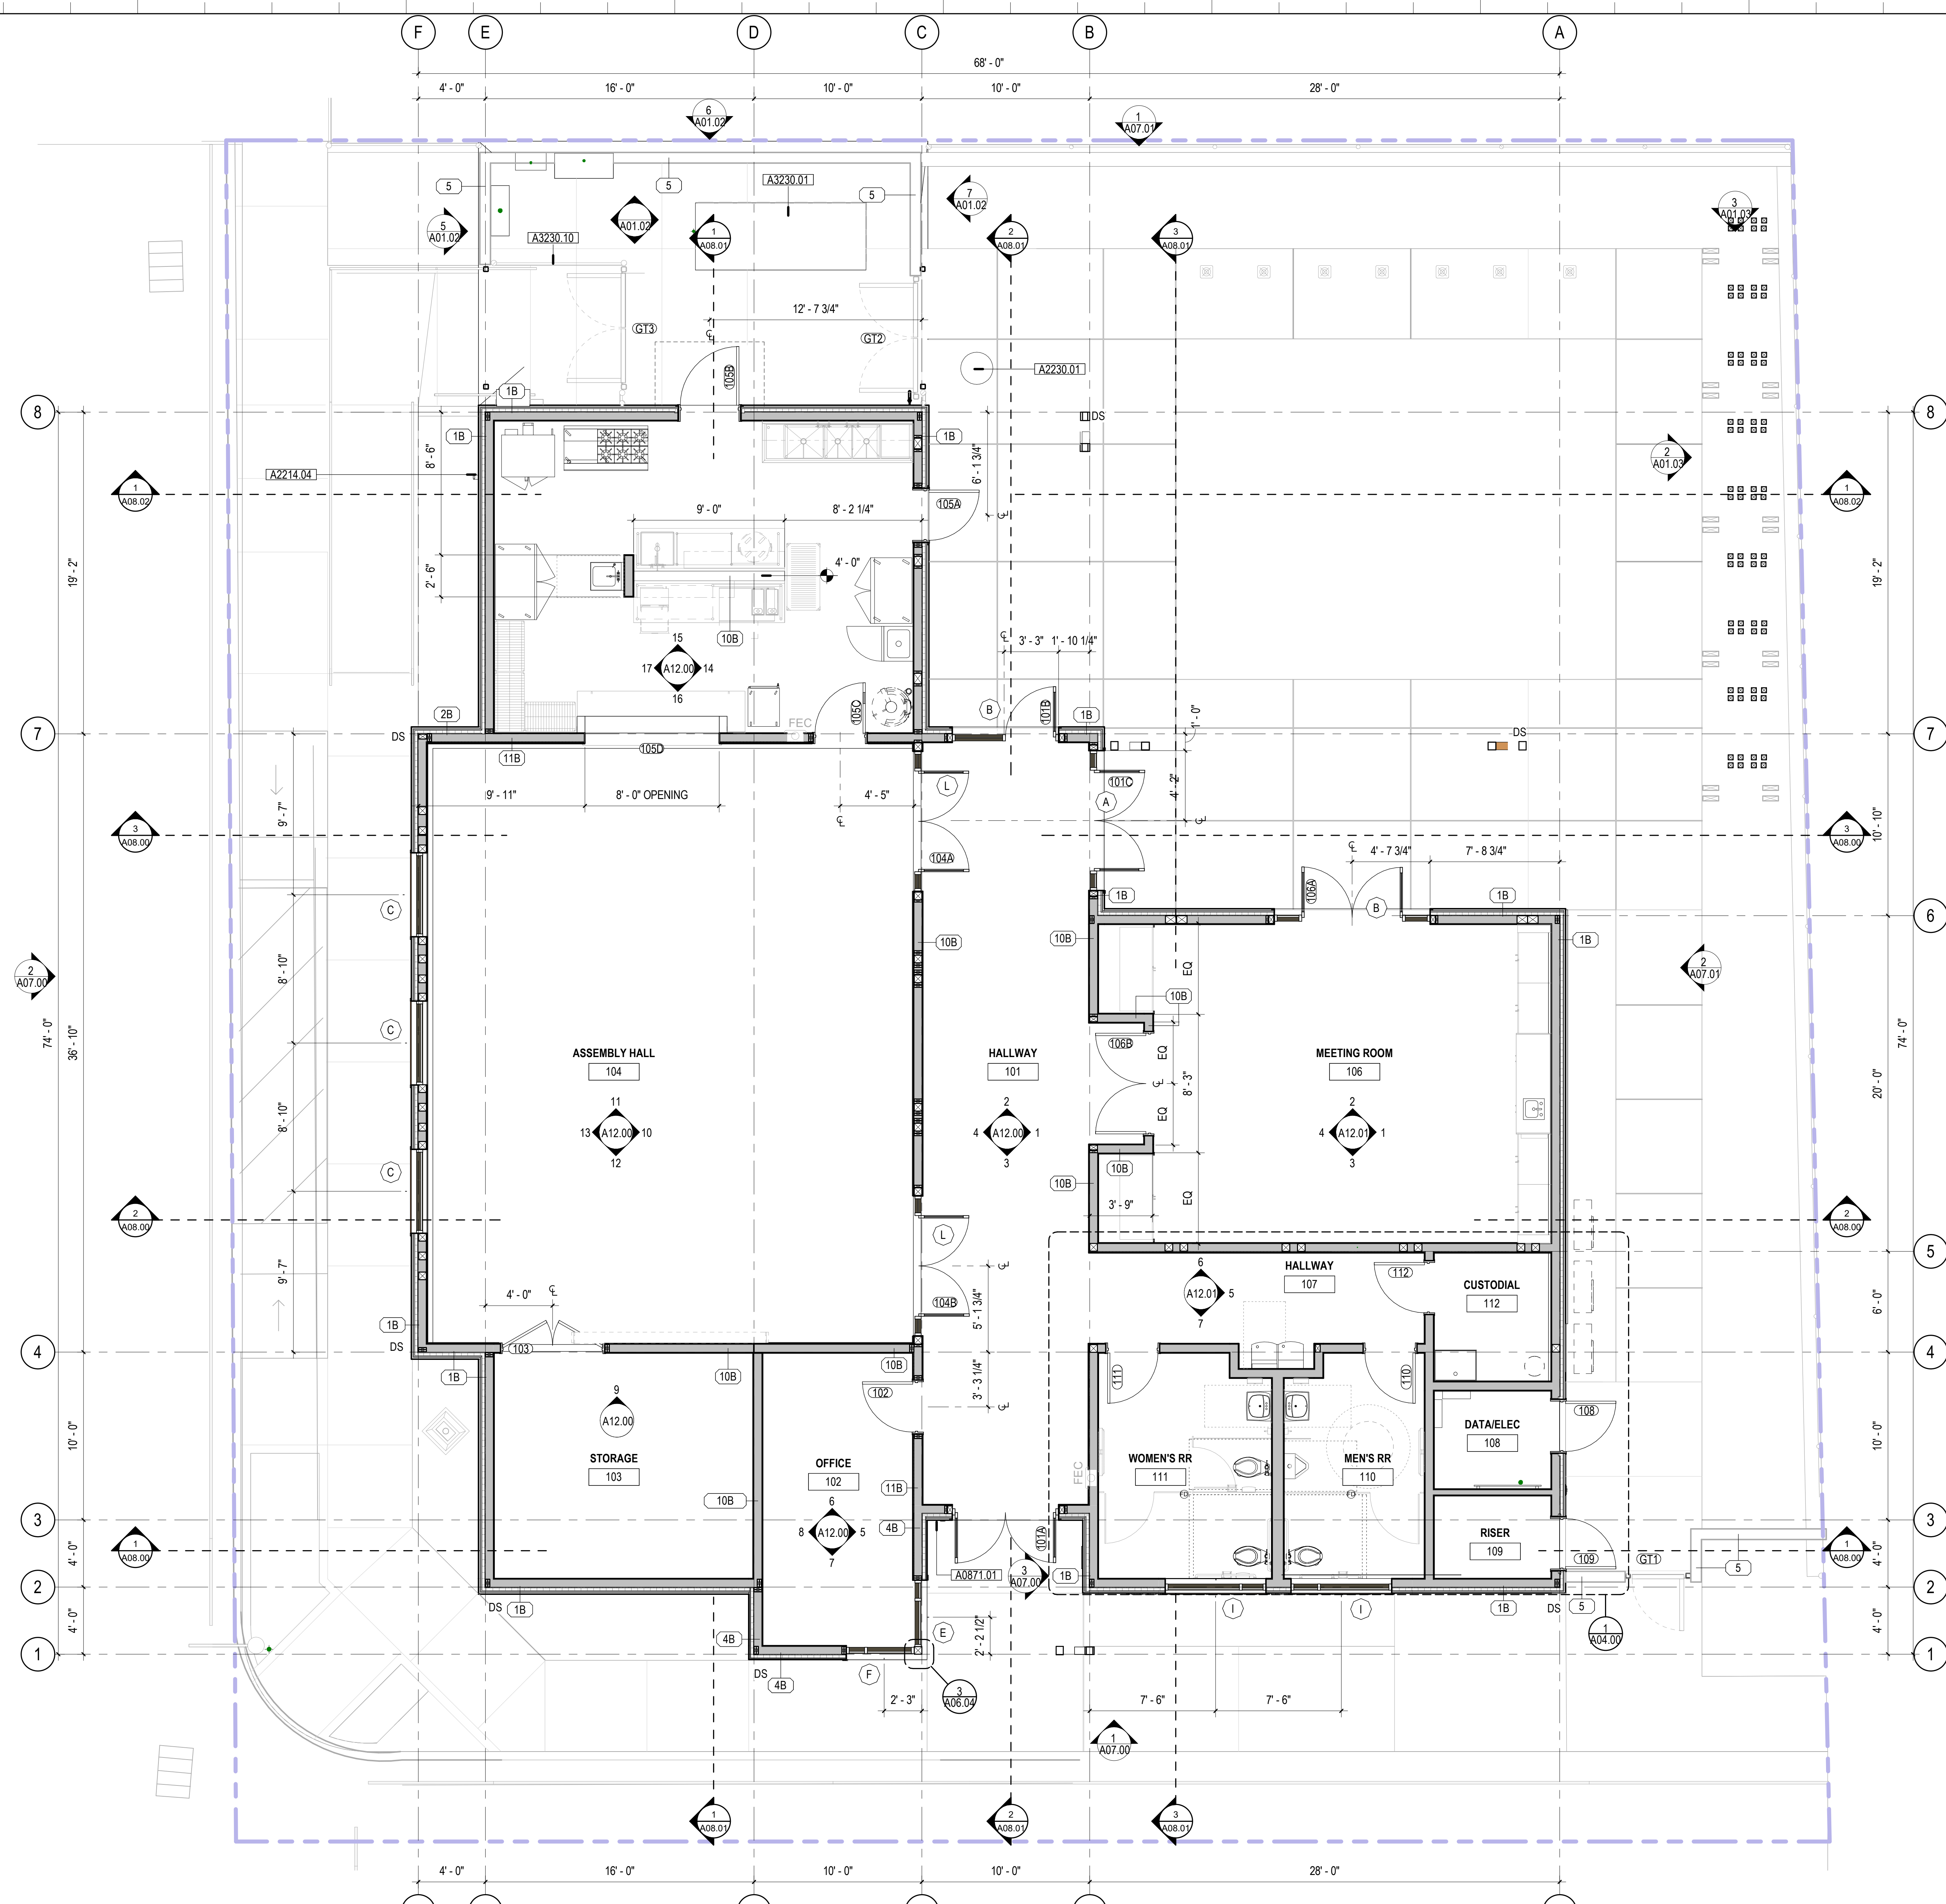 F E D C B A
68' - 0"
4' - 0" 16' - 0" 10' - 0" 10' - 0" 28' - 0"
6
A01.02
1
A07.01
5
5
A3230.01
5
7
A01.02
3
A01.03
5
A01.02
A01.02
A3230.10
1
A08.01
2
A08.01
3
A08.01
12' - 7 3/4"
GT3
GT2
105B
A2230.01
1B
8
DS
8
1B
8' - 6"
1B
6' - 1 3/4"
2
A01.03
A2214.04
1
A08.02
1
A08.02
105A
9' - 0"
8' - 2 1/4"
4' - 0"
19' - 2"
2' - 6"
19' - 2"
10B
15
17 A12.00 14
16
3' - 3" 1' - 10 1/4"
2B
FEC
105C
B
101B
1B
1' - 0"
7
DS
105D
DS
7
11B
L
101C
9' - 11"
8' - 0" OPENING
4' - 5"
A
4' - 2"
9' - 7"
3
A08.00
3
A08.00
10' - 10"
104A
4' - 7 3/4"
7' - 8 3/4"
1B
106A
1B
C
B
6
10B
10B
1B
2
A07.00
8' - 10"
EQ
2
A07.01
10B
74' - 0"
36' - 10"
C
106B
EQ
74' - 0"
ASSEMBLY HALL
104
HALLWAY
101
MEETING ROOM
106
8' - 3"
20' - 0"
8' - 10"
11
13 A12.00 10
12
2
4 A12.00 1
3
EQ
2
4 A12.01 1
3
C
10B
10B
3' - 9"
EQ
2
A08.00
2
A08.00
L
9' - 7"
6
A12.01 5
7
HALLWAY
107
112
CUSTODIAL
112
5
4' - 0"
104B
5' - 1 3/4"
6' - 0"
1B
4
DS
103
10B
10B
4
1B
102
3' - 3 1/4"
111
110
9
A12.00
108
10' - 0"
STORAGE
103
OFFICE
102
FEC
WOMEN'S RR
111
MEN'S RR
110
DATA/ELEC
108
10' - 0"
10B
11B
3
6
8 A12.00 5
7
4B
101A
RISER
109
3
1
A08.00
4' - 0"
A0871.01
3
A07.00
1B
109
GT1
5
1
A08.00
4' - 0"
2
DS
1B
I
I
1B
DS
5
2
4' - 0"
4B
E
2' - 2 1/2"
1
A04.00
4' - 0"
1
DS
4B
F
1
3
A06.04
2' - 3"
7' - 6"
7' - 6"
1
A07.00
1
A08.01
2
A08.01
3
A08.01
4' - 0" 16' - 0" 10' - 0" 10' - 0" 28' - 0"